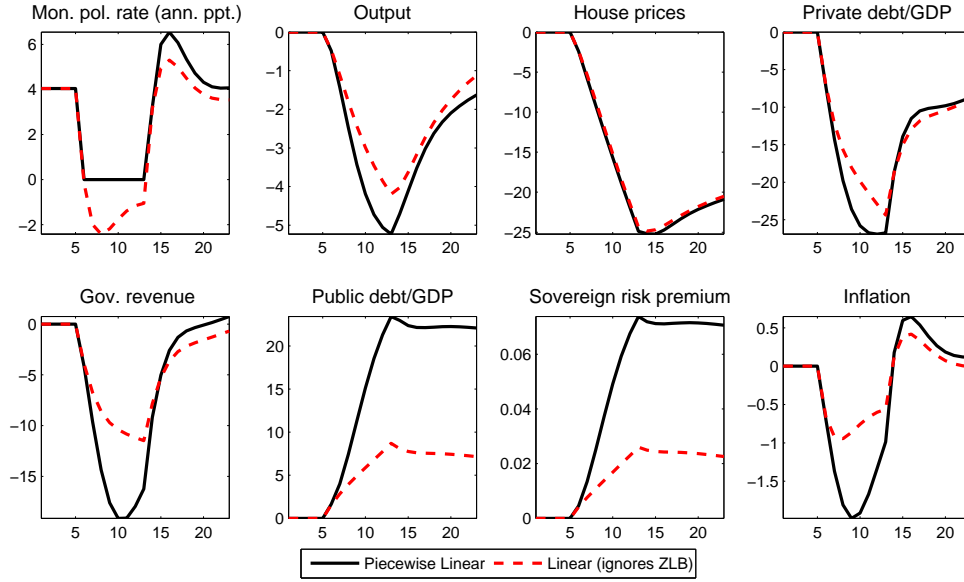 Mon. pol. rate (ann. ppt.)
6
4
2
0
−2
5 10 15 20
Output
0
−1
−2
−3
−4
−5
5 10 15 20
House prices
0
−5
−10
−15
−20
−25
5 10 15 20
Private debt/GDP
0
−5
−10
−15
−20
−25
5 10 15 20
Gov. revenue
0
−5
−10
−15
5 10 15 20
Public debt/GDP
20
15
10
5
0
5 10 15 20
Sovereign risk premium
0.06
0.04
0.02
0
5 10 15 20
Inflation
0.5
0
−0.5
−1
−1.5
5 10 15 20
Piecewise Linear
Linear (ignores ZLB)